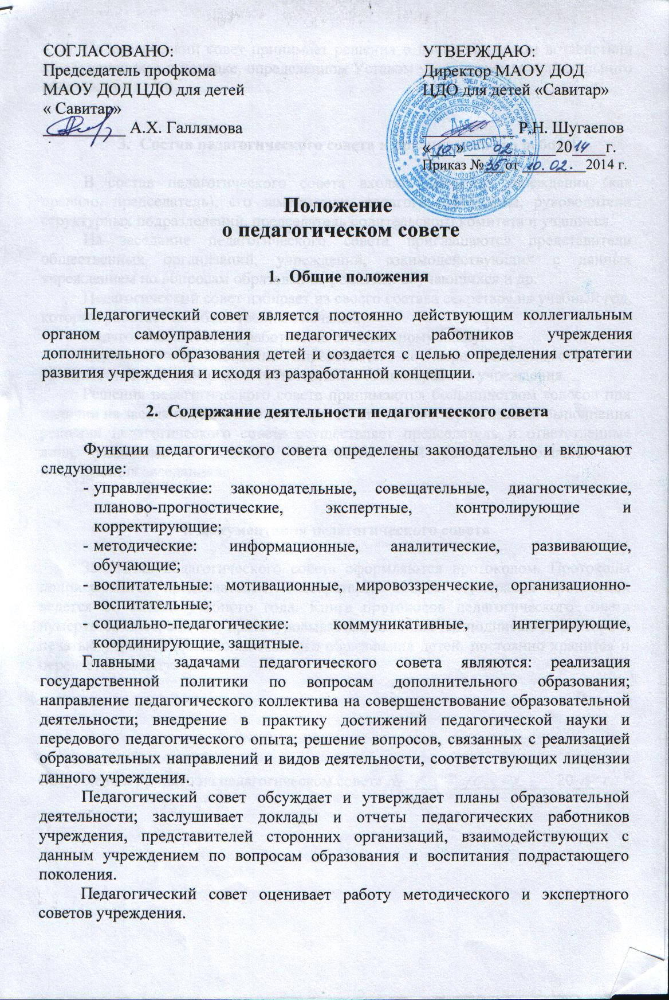 СОГЛАСОВАНО:
Председатель профкома
МАОУ ДОД ЦДО для детей
« Савитар»
__________ А.Х. Галлямова
УТВЕРЖДАЮ:
Директор МАОУ ДОД
ЦДО для детей «Савитар»
Р.Н. Шугаепов
« 10 » 02 2014 г.
Приказ № 35 от 10.02. 2014 г.
Для
документов
Положение
о педагогическом совете
1. Общие положения
Педагогический совет является постоянно действующим коллегиальным
органом самоуправления педагогических работников учреждения
дополнительного образования детей и создается с целью определения стратегии
развития учреждения и исходя из разработанной концепции.
2. Содержание деятельности педагогического совета
Функции педагогического совета определены законодательно и включают
следующие:
- управленческие: законодательные, совещательные, диагностические,
планово-прогностические, экспертные, контролирующие и
корректирующие;
- методические: информационные, аналитические, развивающие,
обучающие;
- воспитательные: мотивационные, мировоззренческие, организационно-
воспитательные;
- социально-педагогические: коммуникативные, интегрирующие,
координирующие, защитные.
Главными задачами педагогического совета являются: реализация
государственной политики по вопросам дополнительного образования;
направление педагогического коллектива на совершенствование образовательной
деятельности; внедрение в практику достижений педагогической науки и
передового педагогического опыта; решение вопросов, связанных с реализацией
образовательных направлений и видов деятельности, соответствующих лицензии
данного учреждения.
Педагогический совет обсуждает и утверждает планы образовательной
деятельности; заслушивает доклады и отчеты педагогических работников
учреждения, представителей сторонних организаций, взаимодействующих с
данным учреждением по вопросам образования и воспитания подрастающего
поколения.
Педагогический совет оценивает работу методического и экспертного
советов учреждения.